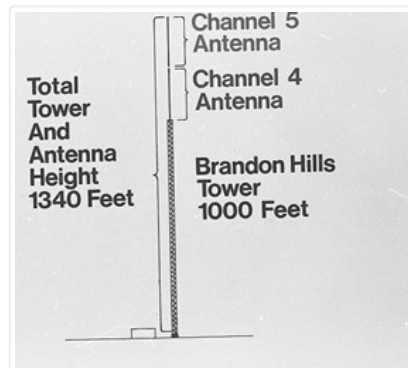 Channel 5
Antenna
Channel 4
Antenna
Total
Tower
And
Antenna
Height
1340 Feet
Brandon Hills
Tower
1000 Feet